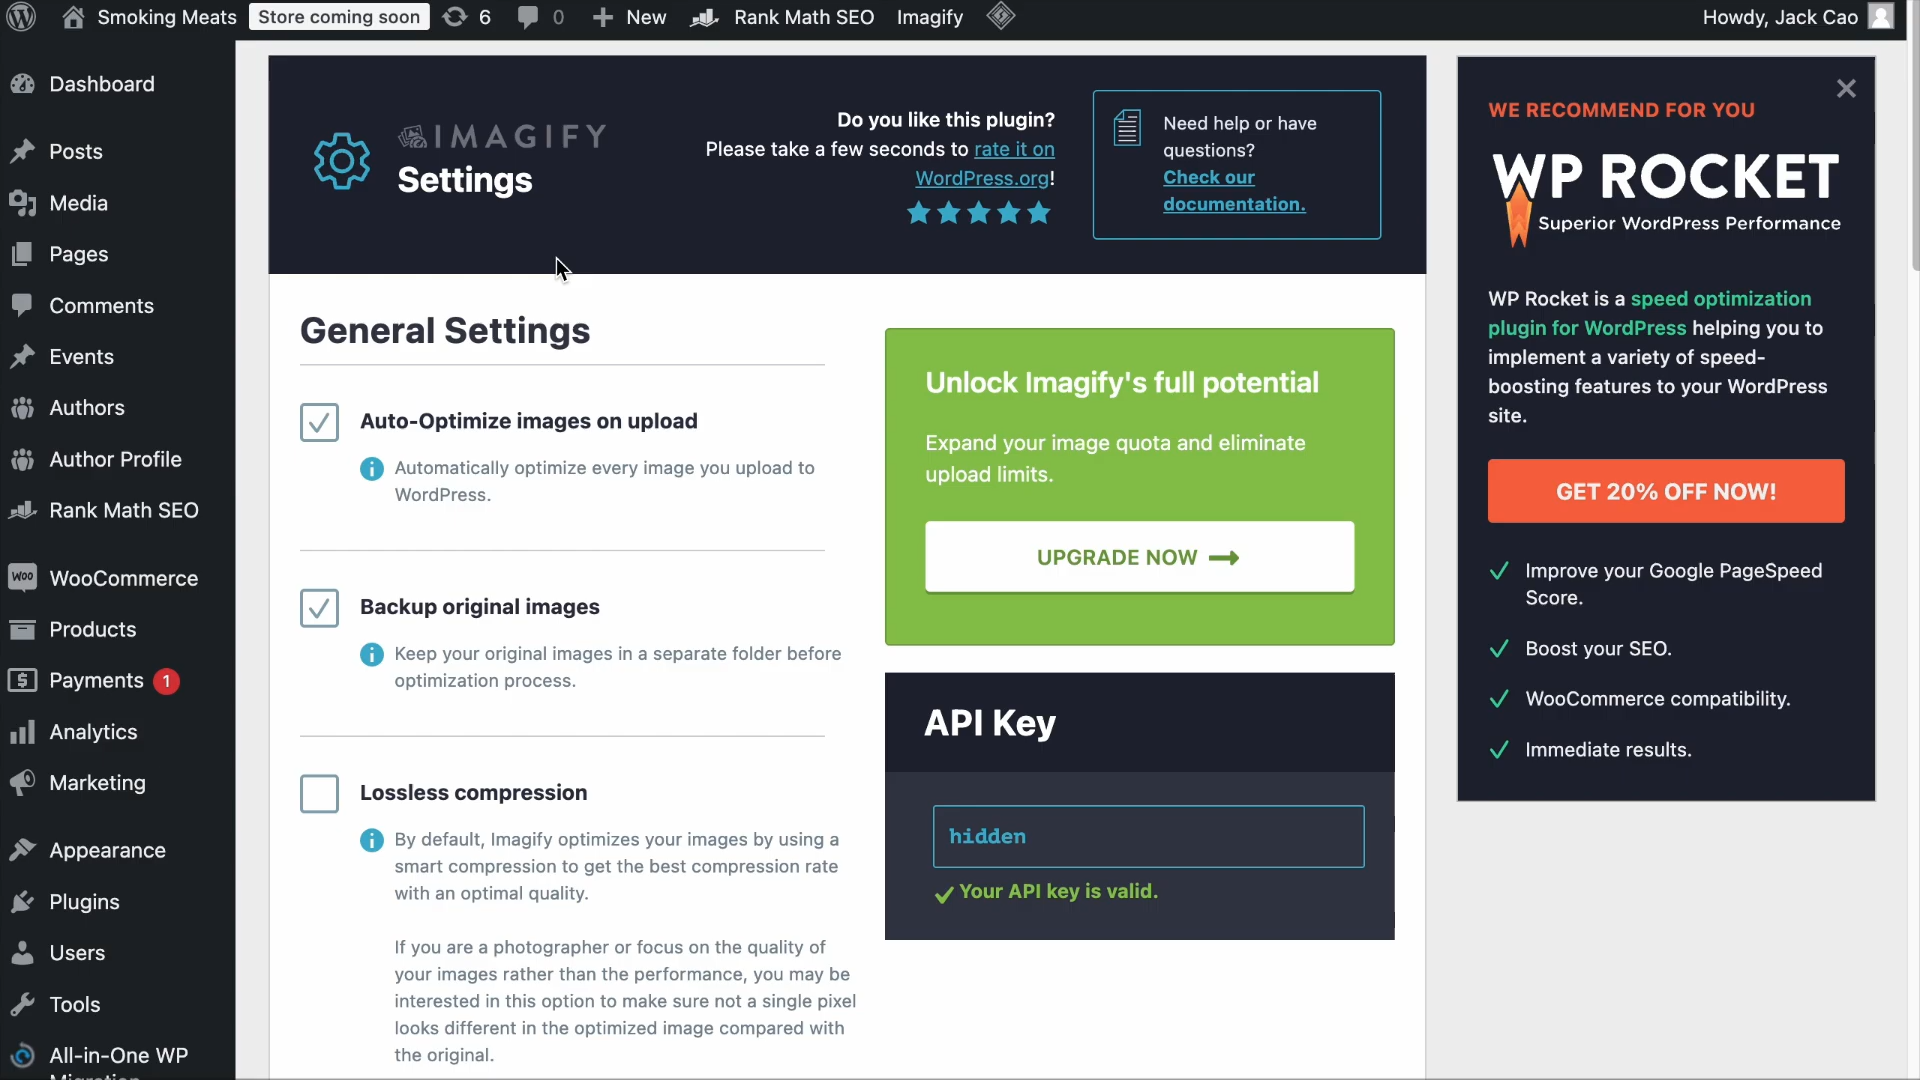 Smoking Meats
Store coming soon
6
0
New
Rank Math SEO
Imagify
Howdy, Jack Cao
Dashboard
Posts
Media
Pages
Comments
Events
Authors
Author Profile
Rank Math SEO
WOO
WooCommerce
Products
Payments 1
Analytics
Marketing
Appearance
Plugins
Users
Tools
All-in-One WP
Migration
IMAGIFY
Settings
Do you like this plugin?
Please take a few seconds to rate it on
WordPress.org!
Need help or have
questions?
Check our
documentation.
General Settings
Auto-Optimize images on upload
Automatically optimize every image you upload to
WordPress.
Backup original images
Keep your original images in a separate folder before
optimization process.
Lossless compression
By default, Imagify optimizes your images by using a
smart compression to get the best compression rate
with an optimal quality.
If you are a photographer or focus on the quality of
your images rather than the performance, you may be
interested in this option to make sure not a single pixel
looks different in the optimized image compared with
the original.
Unlock Imagify's full potential
Expand your image quota and eliminate
upload limits.
UPGRADE NOW
API Key
hidden
Your API key is valid.
WE RECOMMEND FOR YOU
WP ROCKET
Superior WordPress Performance
WP Rocket is a speed optimization
plugin for WordPress helping you to
implement a variety of speed-
boosting features to your WordPress
site.
GET 20% OFF NOW!
Improve your Google PageSpeed
Score.
Boost your SEO.
WooCommerce compatibility.
Immediate results.